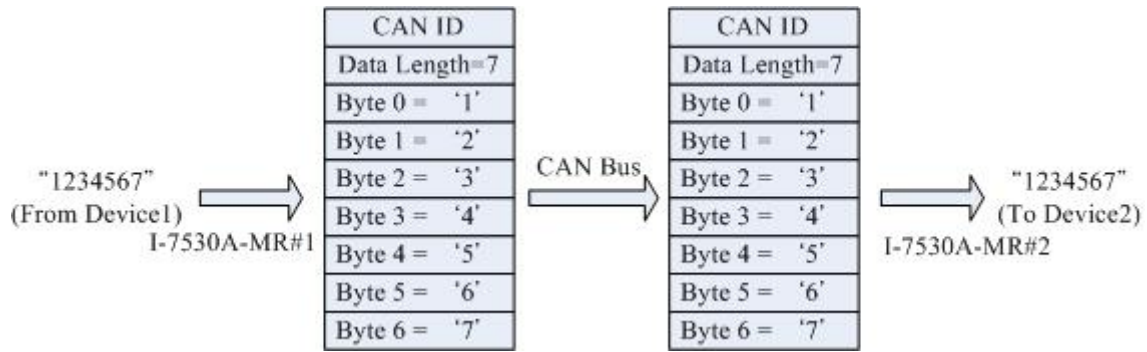 "1234567"
(From Device1)
I-7530A-MR#1
CAN ID
Data Length=7
Byte 0 = ‘1’
Byte 1 = ‘2’
Byte 2 = ‘3’
Byte 3 = ‘4’
Byte 4 = ‘5’
Byte 5 = ‘6’
Byte 6 = ‘7’
CAN Bus
CAN ID
Data Length=7
Byte 0 = ‘1’
Byte 1 = ‘2’
Byte 2 = ‘3’
Byte 3 = ‘4’
Byte 4 = ‘5’
Byte 5 = ‘6’
Byte 6 = ‘7’
"1234567"
(To Device2)
I-7530A-MR#2